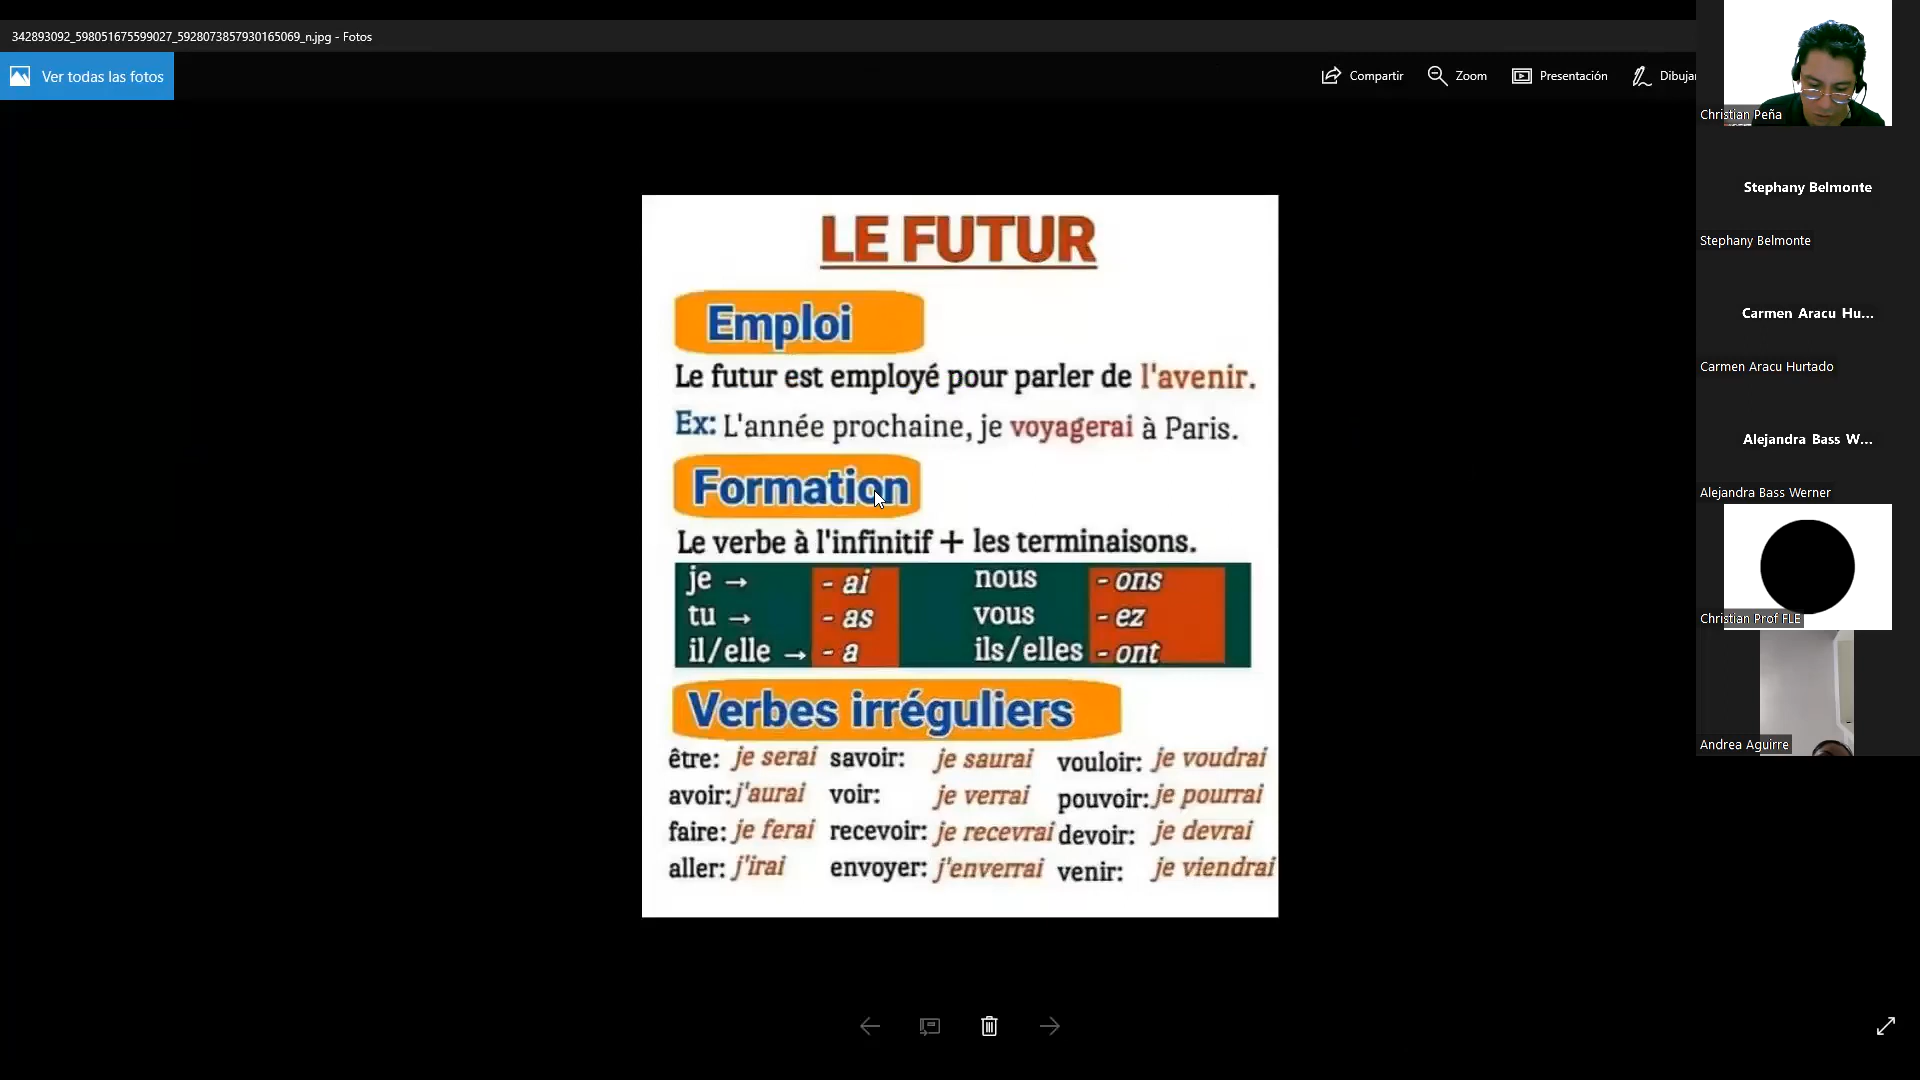 342893092_598051675599027_5928073857930165069_n.jpg - Fotos
Ver todas las fotos
Compartir
Zoom
Presentación
Dibujar
LE FUTUR
Emploi
Le futur est employé pour parler de l'avenir.
Ex: L'année prochaine, je voyagerai à Paris.
Formation
Le verbe à l'infinitif + les terminaisons.
je → - ai nous - ons
tu → - as vous - ez
il/elle → - a ils/elles - ont
Verbes irréguliers
être: je serai savoir: je saurai vouloir: je voudrai
avoir: j'aurai voir: je verrai pouvoir: je pourrai
faire: je ferai recevoir: je recevrai devoir: je devrai
aller: j'irai envoyer: j'enverrai venir: je viendrai
Christian Peña
Stephany Belmonte
Stephany Belmonte
Carmen Aracu Hu...
Carmen Aracu Hurtado
Alejandra Bass W...
Alejandra Bass Werner
Christian Prof FLE
Andrea Aguirre